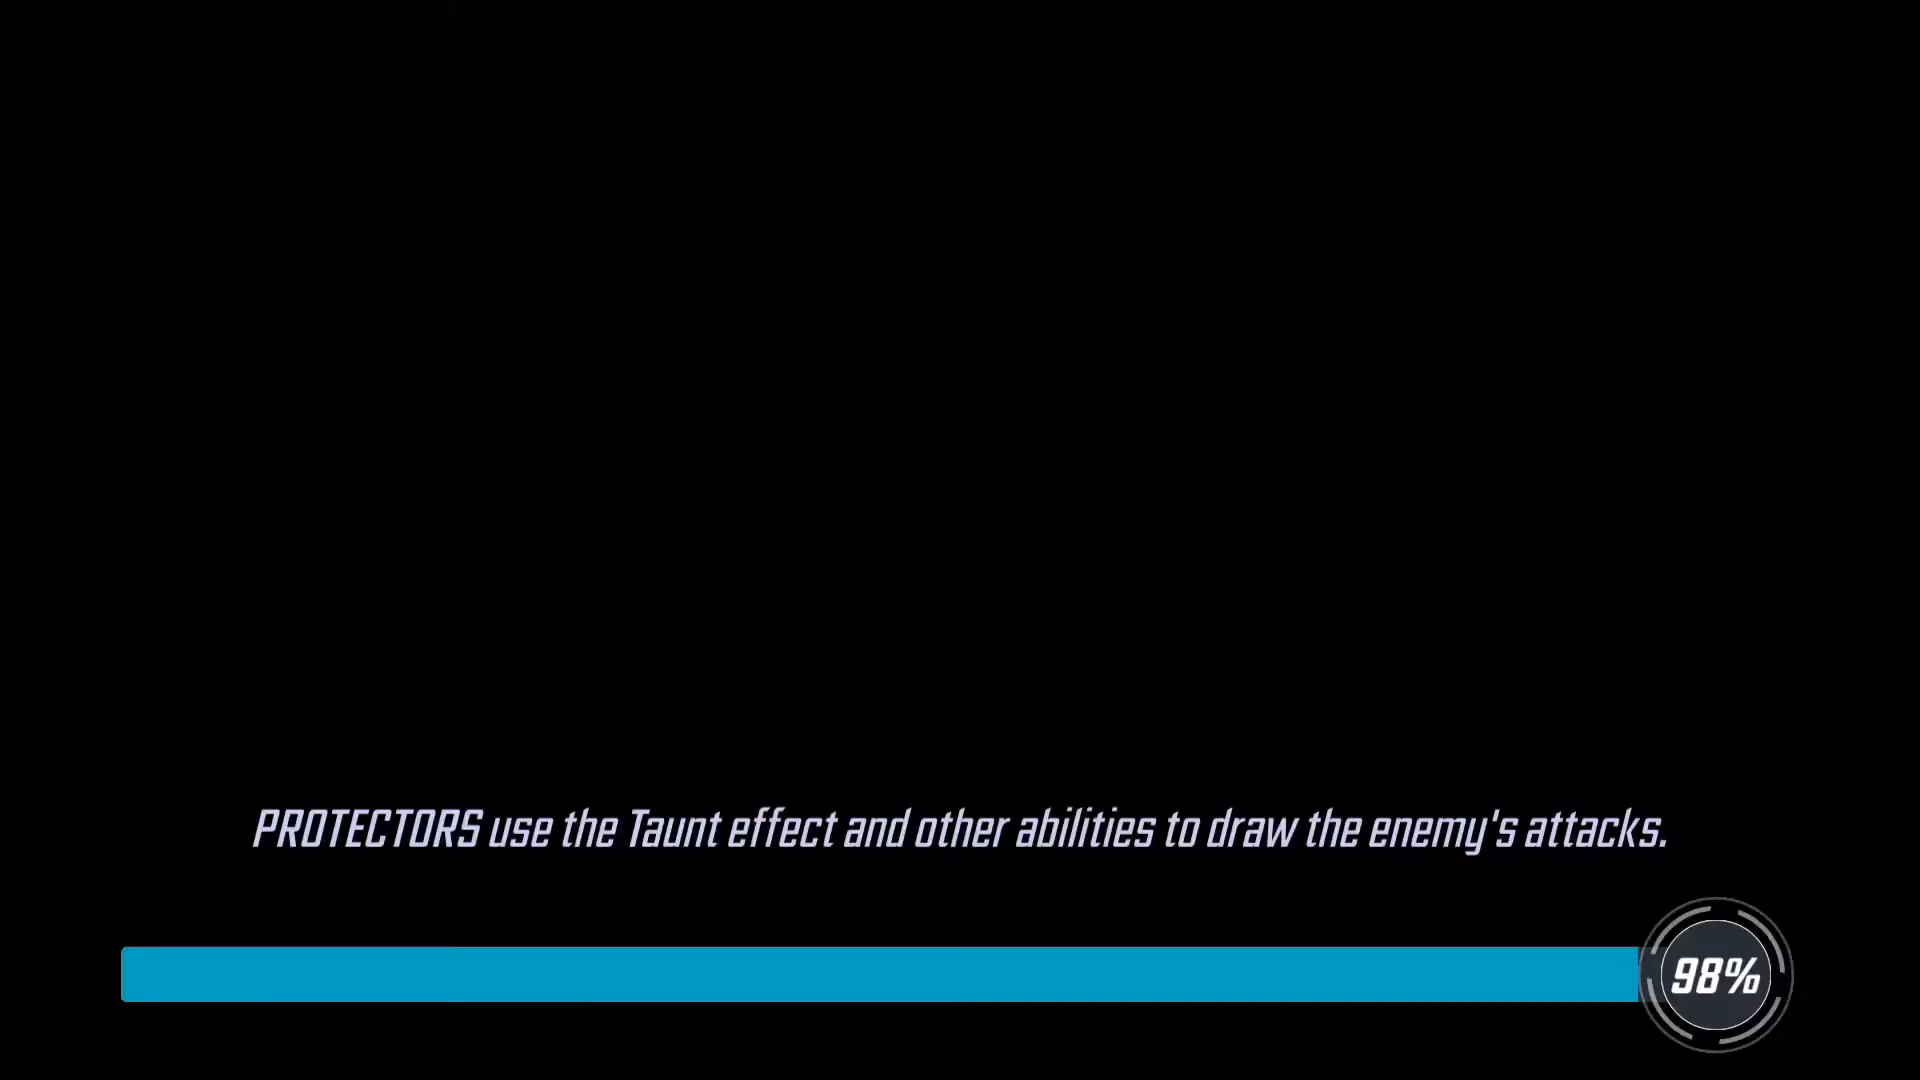 PROTECTORS use the Taunt effect and other abilities to draw the enemy's attacks.
98%